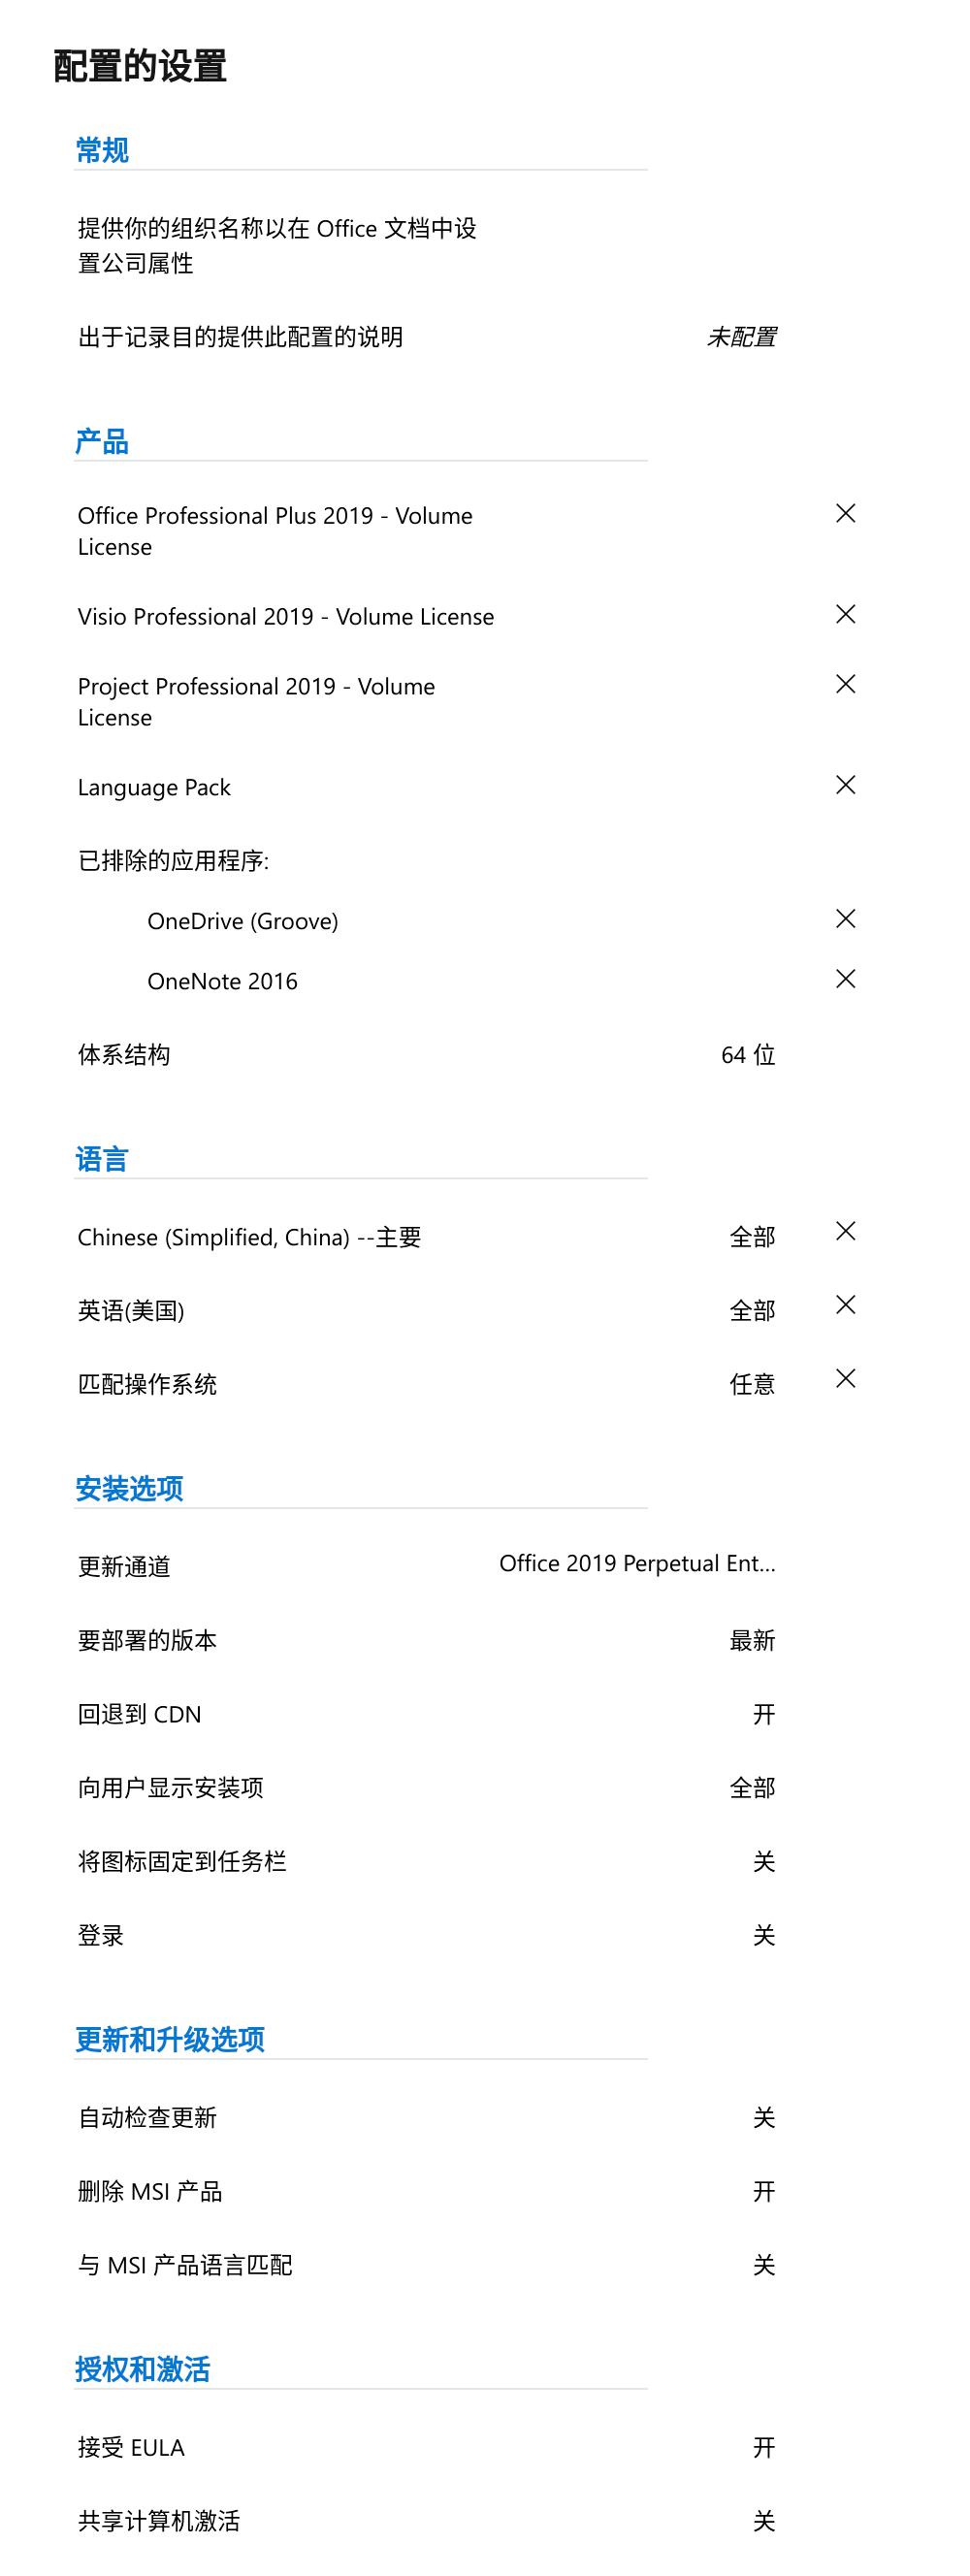 配置的设置
常规
提供你的组织名称以在 Office 文档中设
置公司属性
出于记录目的提供此配置的说明 未配置
产品
Office Professional Plus 2019 - Volume
License
Visio Professional 2019 - Volume License
Project Professional 2019 - Volume
License
Language Pack
已排除的应用程序:
OneDrive (Groove)
OneNote 2016
体系结构 64 位
语言
Chinese (Simplified, China) --主要 全部
英语(美国) 全部
匹配操作系统 任意
安装选项
更新通道 Office 2019 Perpetual Ent...
要部署的版本 最新
回退到 CDN 开
向用户显示安装项 全部
将图标固定到任务栏 关
登录 关
更新和升级选项
自动检查更新 关
删除 MSI 产品 开
与 MSI 产品语言匹配 关
授权和激活
接受 EULA 开
共享计算机激活 关